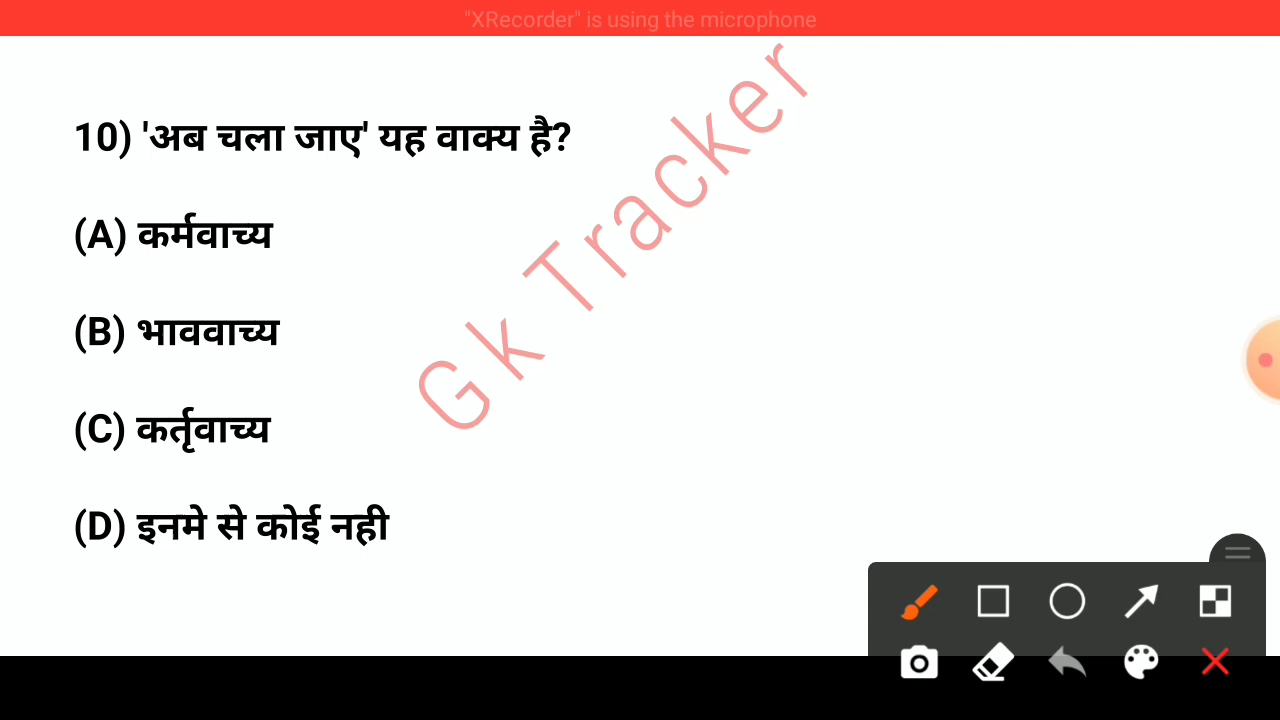 "XRecorder" is using the microphone
10) 'अब चला जाए' यह वाक्य है?
(A) कर्मवाच्य
(B) भाववाच्य
(C) कर्तृवाच्य
(D) इनमे से कोई नही
Gk Tracker